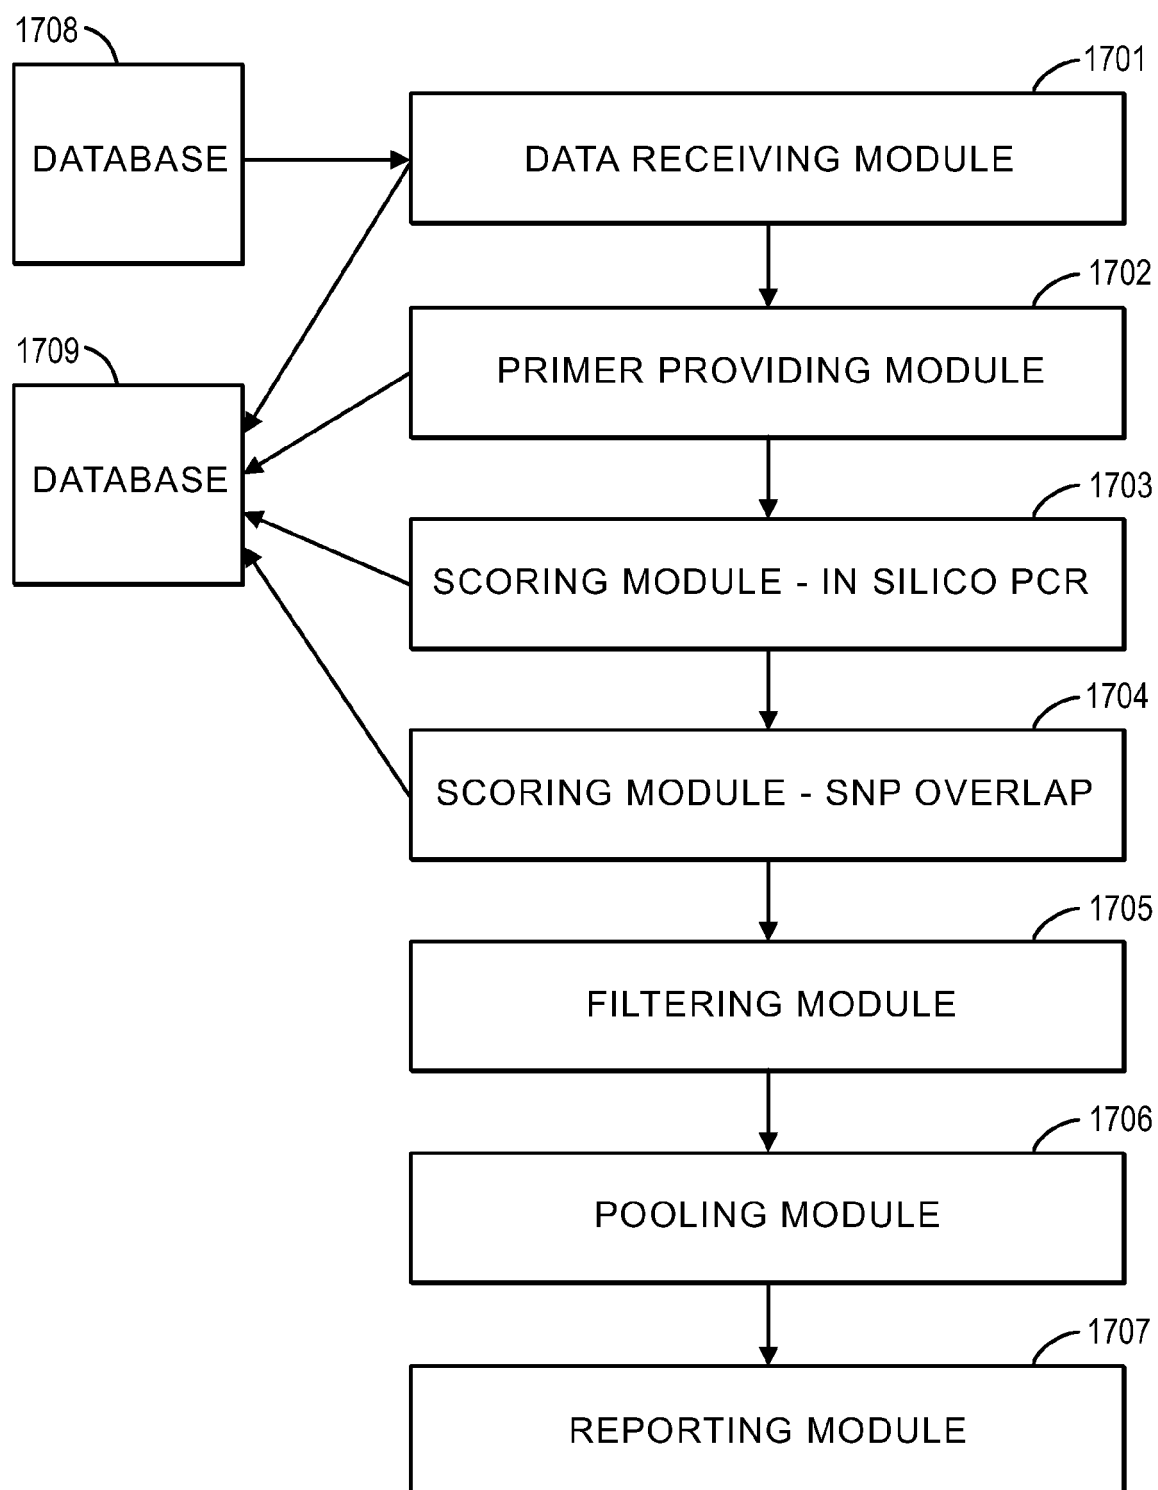 1708
DATABASE
1701
DATA RECEIVING MODULE
1702
PRIMER PROVIDING MODULE
1709
DATABASE
1703
SCORING MODULE - IN SILICO PCR
1704
SCORING MODULE - SNP OVERLAP
1705
FILTERING MODULE
1706
POOLING MODULE
1707
REPORTING MODULE